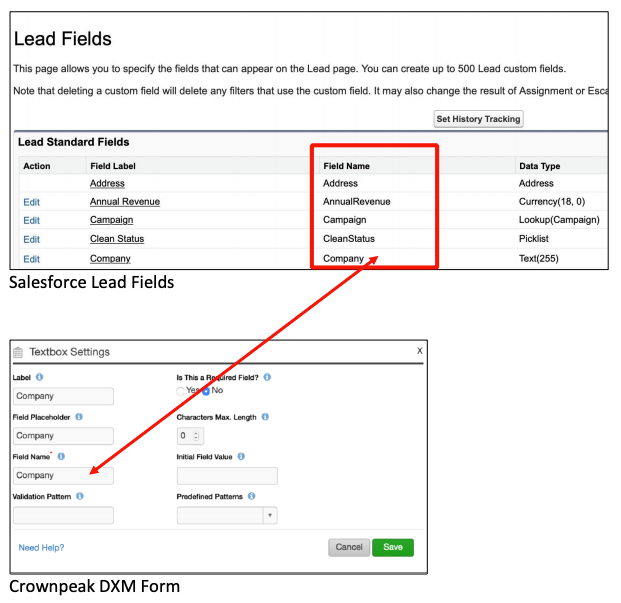 Lead Fields
This page allows you to specify the fields that can appear on the Lead page. You can create up to 500 Lead custom fields.
Note that deleting a custom field will delete any filters that use the custom field. It may also change the result of Assignment or Esca
Set History Tracking
Lead Standard Fields
Action Field Label Field Name Data Type
Address Address Address
Edit Annual Revenue AnnualRevenue Currency(18, 0)
Edit Campaign Campaign Lookup(Campaign)
Edit Clean Status CleanStatus Picklist
Edit Company Company Text(255)
Salesforce Lead Fields
Textbox Settings X
Label Is This a Required Field?
Company Yes No
Field Placeholder Characters Max. Length
Company 0
Field Name* Initial Field Value
Company
Validation Pattern Predefined Patterns
Need Help? Cancel Save
Crownpeak DXM Form